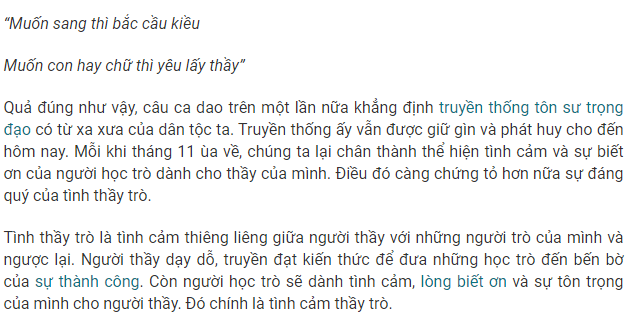 “Muốn sang thì bắc cầu kiều
Muốn con hay chữ thì yêu lấy thầy”
Quả đúng như vậy, câu ca dao trên một lần nữa khẳng định truyền thống tôn sư trọng
đạo có từ xa xưa của dân tộc ta. Truyền thống ấy vẫn được giữ gìn và phát huy cho đến
hôm nay. Mỗi khi tháng 11 ùa về, chúng ta lại chân thành thể hiện tình cảm và sự biết
ơn của người học trò dành cho thầy của mình. Điều đó càng chứng tỏ hơn nữa sự đáng
quý của tình thầy trò.
Tình thầy trò là tình cảm thiêng liêng giữa người thầy với những người trò của mình và
ngược lại. Người thầy dạy dỗ, truyền đạt kiến thức để đưa những học trò đến bến bờ
của sự thành công. Còn người học trò sẽ dành tình cảm, lòng biết ơn và sự tôn trọng
của mình cho người thầy. Đó chính là tình cảm thầy trò.